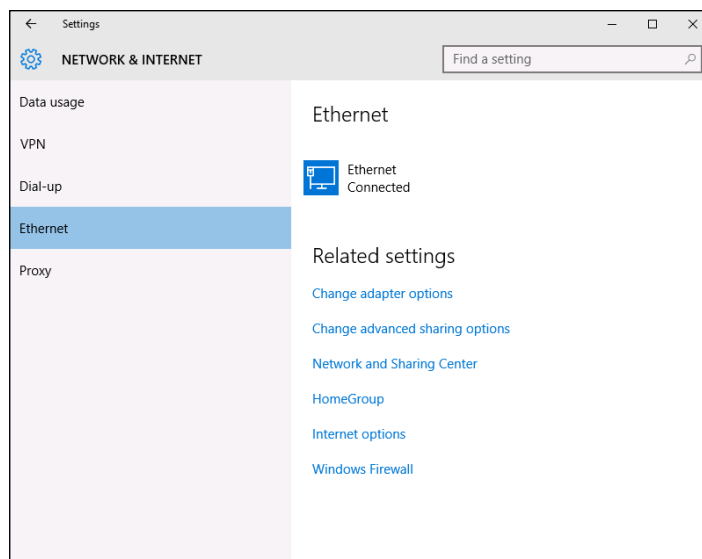 Settings
NETWORK & INTERNET
Find a setting
Data usage
VPN
Dial-up
Ethernet
Proxy
Ethernet
Ethernet
Connected
Related settings
Change adapter options
Change advanced sharing options
Network and Sharing Center
HomeGroup
Internet options
Windows Firewall